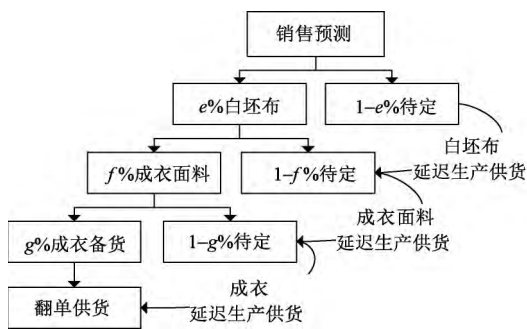 销售预测
e%白坯布
1–e%待定
白坯布
延迟生产供货
f%成衣面料
1–f%待定
成衣面料
延迟生产供货
g%成衣备货
1–g%待定
成衣
延迟生产供货
翻单供货